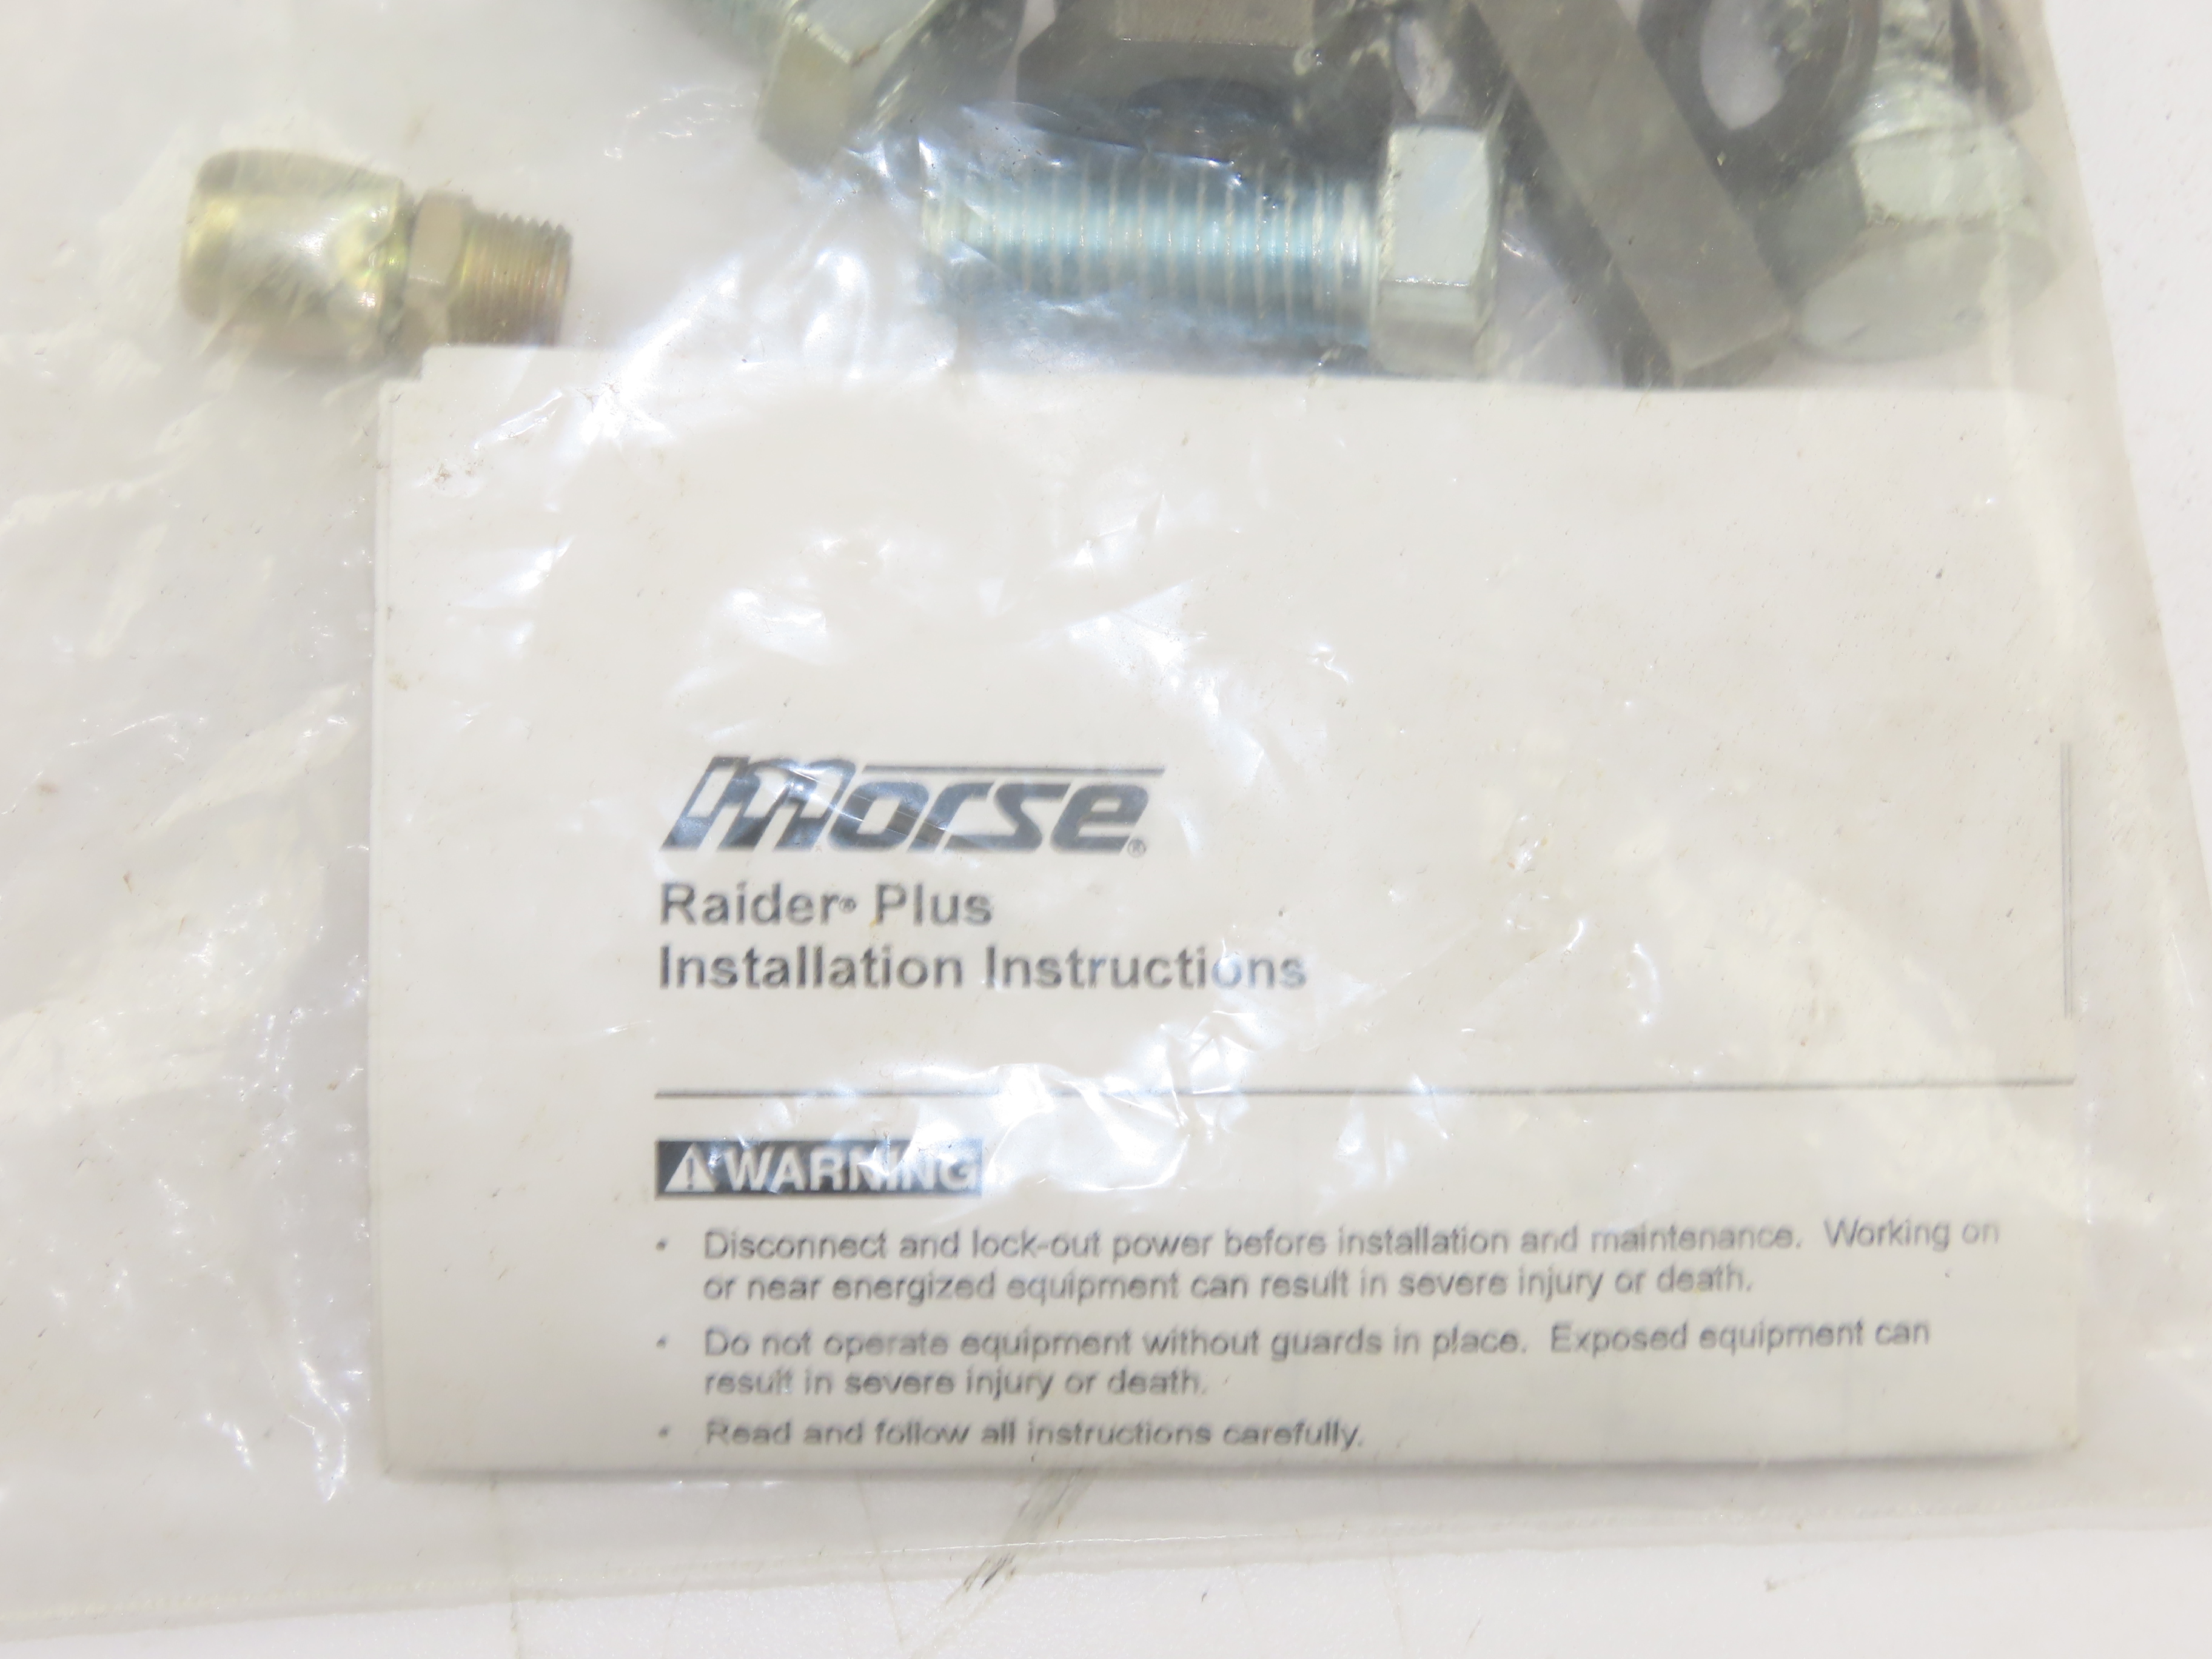 Morse®
Raider® Plus
Installation Instructions
WARNING
• Disconnect and lock-out power before installation and maintenance. Working on
or near energized equipment can result in severe injury or death.
• Do not operate equipment without guards in place. Exposed equipment can
result in severe injury or death.
• Read and follow all instructions carefully.